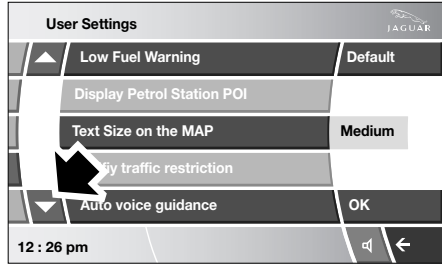 User Settings
JAGUAR
Low Fuel Warning
Default
Display Petrol Station POI
Text Size on the MAP
Medium
traffic restriction
Auto voice guidance
OK
12 : 26 pm